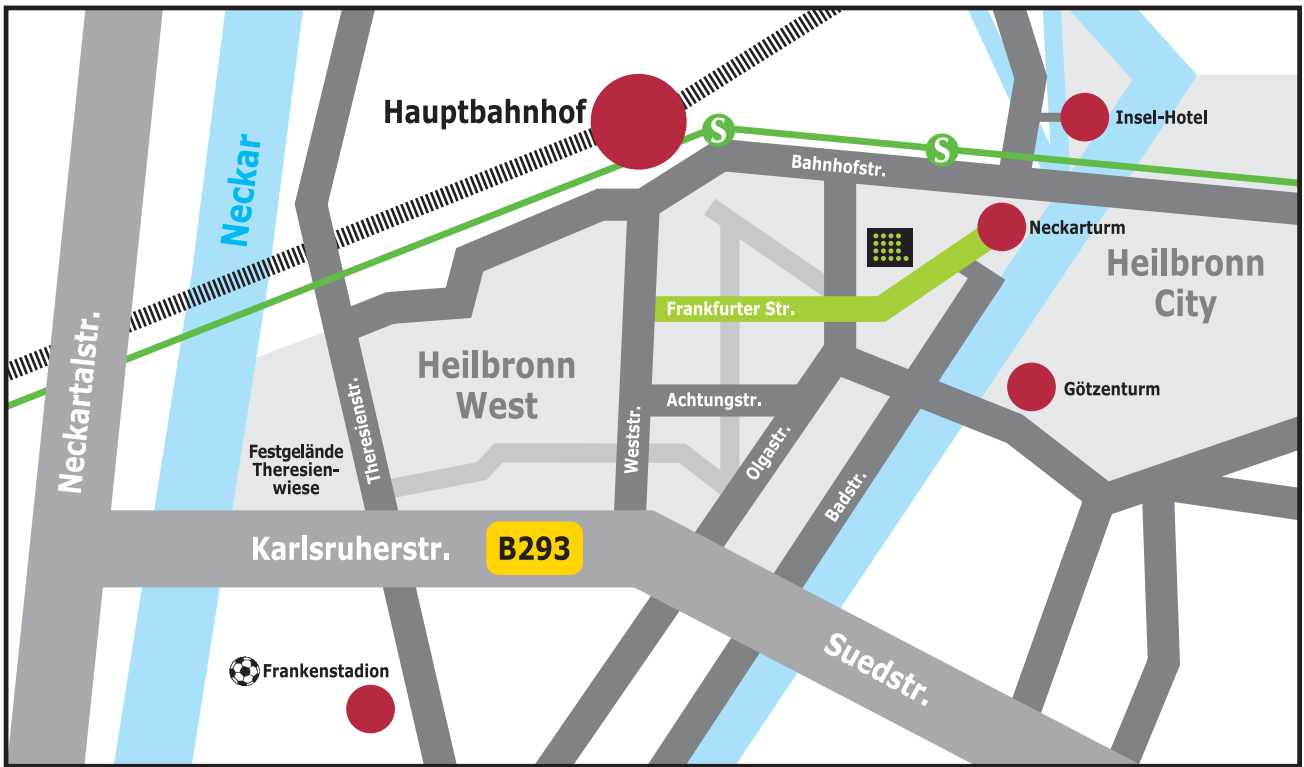 Hauptbahnhof
S
S
Insel-Hotel
Bahnhofstr.
Neckar
Neckarturm
Heilbronn
City
Frankfurter Str.
Neckartalstr.
Heilbronn
West
Theresienstr.
Achtungstr.
Götzenturm
Weststr.
Olgastr.
Badstr.
Festgelände
Theresien-
wiese
Karlsruherstr.
B293
Suedstr.
Frankenstadion